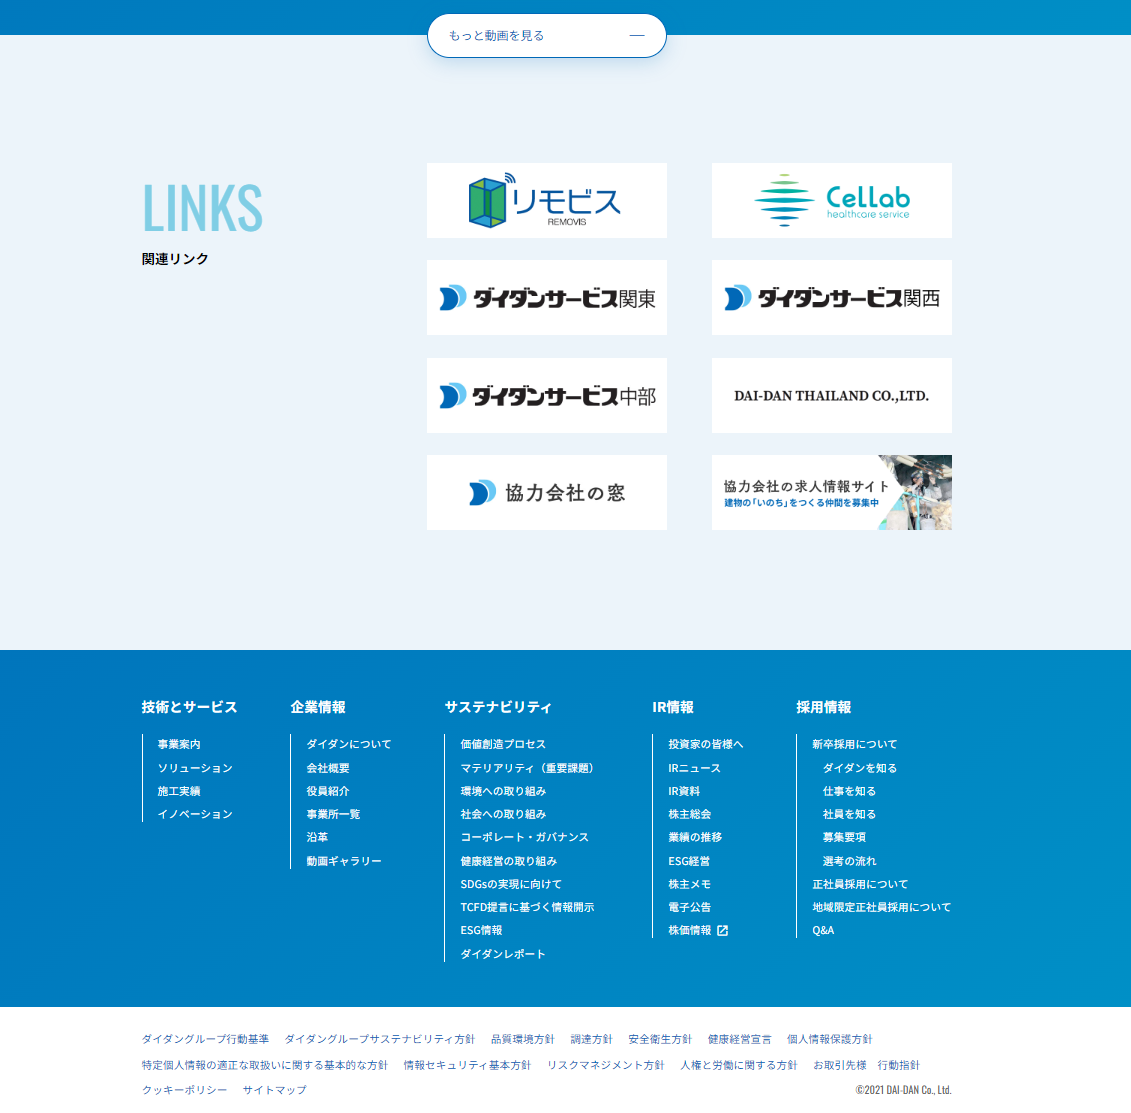 もっと動画を見る
LINKS
関連リンク
リモビス
REMOVIS
Cellab
healthcare service
ダイダンサービス関東
ダイダンサービス関西
ダイダンサービス中部
DAI-DAN THAILAND CO.,LTD.
協力会社の窓
協力会社の求人情報サイト
建物の「いのち」をつくる仲間を募集中
技術とサービス
事業案内
ソリューション
施工実績
イノベーション
企業情報
ダイダンについて
会社概要
役員紹介
事業所一覧
沿革
動画ギャラリー
サステナビリティ
価値創造プロセス
マテリアリティ（重要課題）
環境への取り組み
社会への取り組み
コーポレート・ガバナンス
健康経営の取り組み
SDGsの実現に向けて
TCFD提言に基づく情報開示
ESG情報
ダイダンレポート
IR情報
投資家の皆様へ
IRニュース
IR資料
株主総会
業績の推移
ESG経営
株主メモ
電子公告
株価情報
採用情報
新卒採用について
ダイダンを知る
仕事を知る
社員を知る
募集要項
選考の流れ
正社員採用について
地域限定正社員採用について
Q&A
ダイダングループ行動基準 ダイダングループサステナビリティ方針 品質環境方針 調達方針 安全衛生方針 健康経営宣言 個人情報保護方針
特定個人情報の適正な取扱いに関する基本的な方針 情報セキュリティ基本方針 リスクマネジメント方針 人権と労働に関する方針 お取引先様　行動指針
クッキーポリシー サイトマップ
©2021 DAI-DAN Co., Ltd.